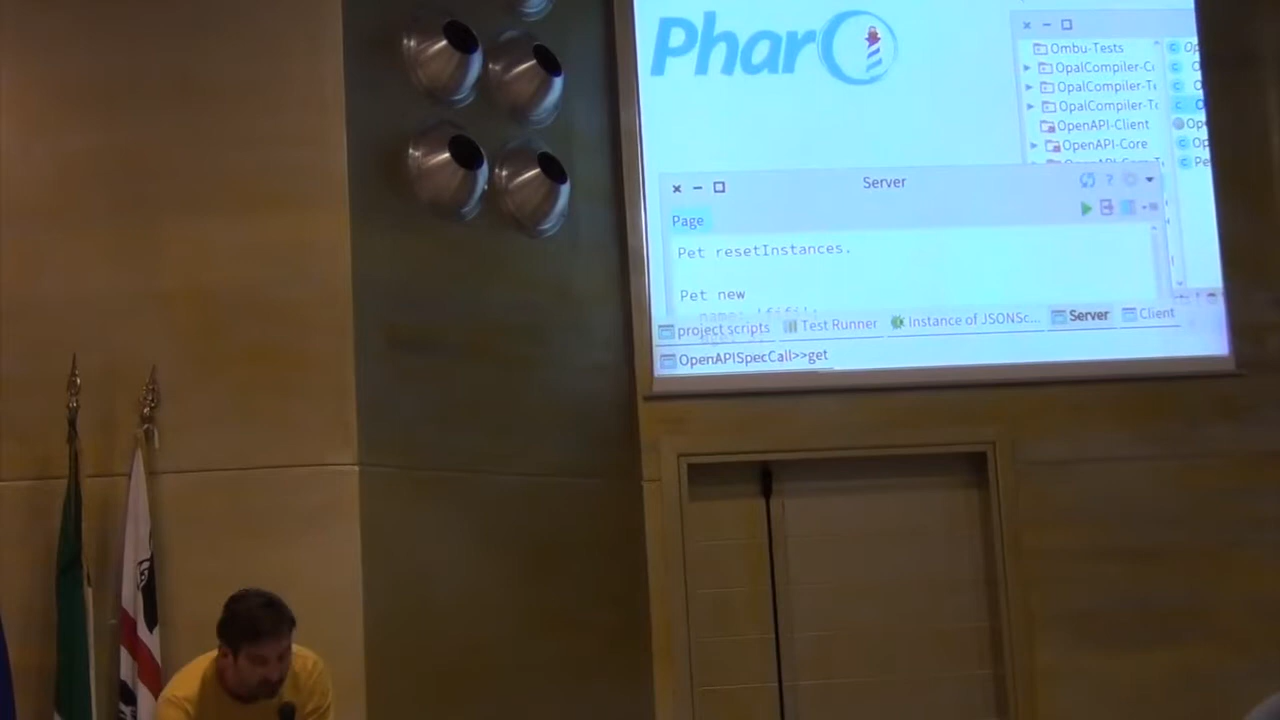 Pharo
Ombu-Tests
OpalCompiler-C
OpalCompiler-Te
OpalCompiler-To
OpenAPI-Client
OpenAPI-Core
Server
Page
Pet resetInstances.
Pet new
project scripts
Test Runner
Instance of JSONSc...
Server
Client
OpenAPISpecCall>>get